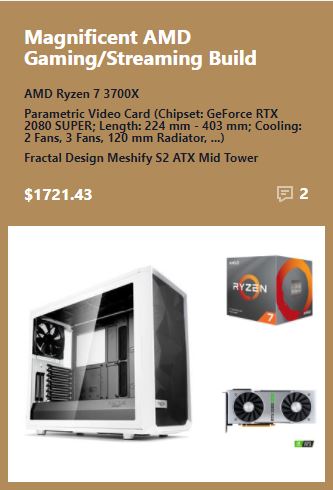 Magnificent AMD
Gaming/Streaming Build
AMD Ryzen 7 3700X
Parametric Video Card (Chipset: GeForce RTX
2080 SUPER; Length: 224 mm - 403 mm; Cooling:
2 Fans, 3 Fans, 120 mm Radiator, ...)
Fractal Design Meshify S2 ATX Mid Tower
$1721.43
2
RYZEN
7